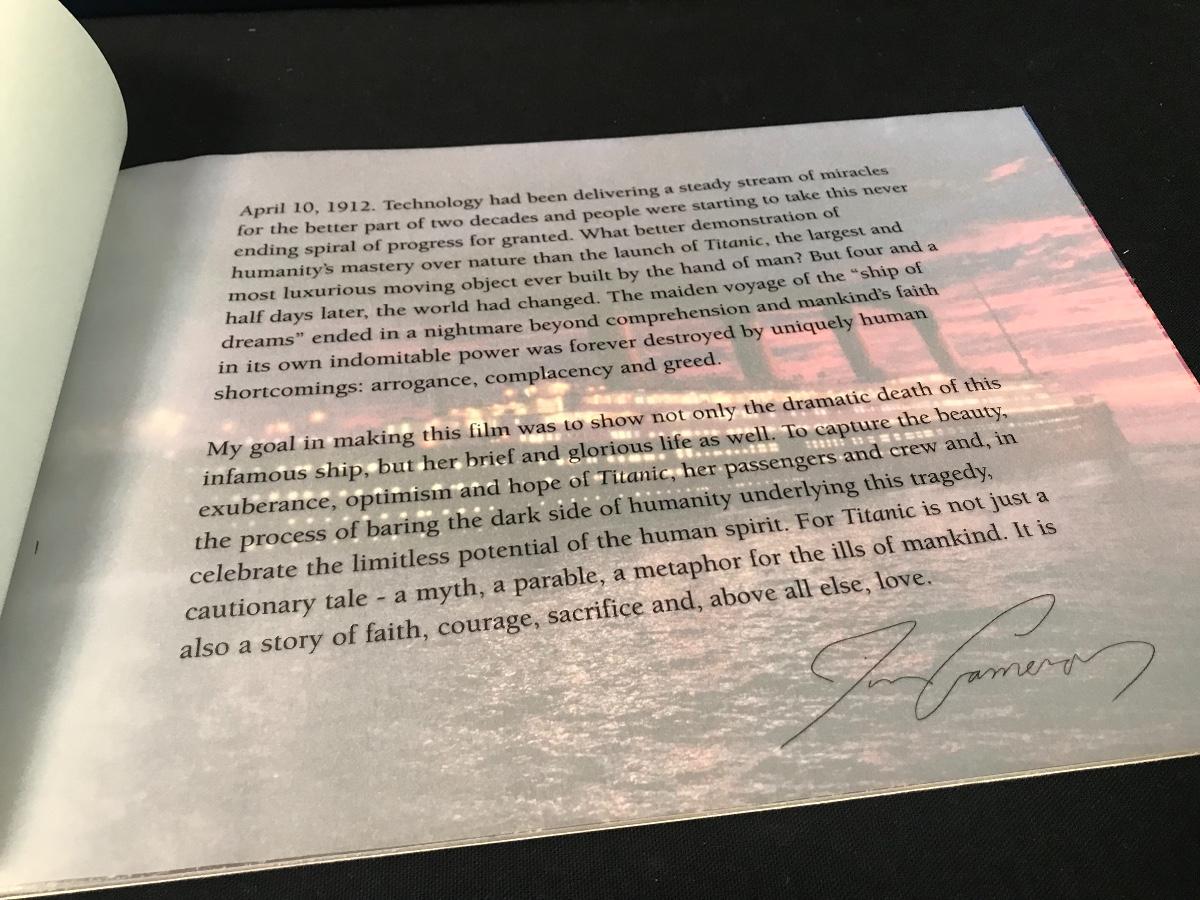 April 10, 1912. Technology had been delivering a steady stream of miracles
for the better part of two decades and people were starting to take this never
ending spiral of progress for granted. What better demonstration of
humanity's mastery over nature than the launch of Titanic, the largest and
most luxurious moving object ever built by the hand of man? But four and a
half days later, the world had changed. The maiden voyage of the “ship of
dreams” ended in a nightmare beyond comprehension and mankind's faith
in its own indomitable power was forever destroyed by uniquely human
shortcomings: arrogance, complacency and greed.
My goal in making this film was to show not only the dramatic death of this
infamous ship, but her brief and glorious life as well. To capture the beauty,
exuberance, optimism and hope of Titanic, her passengers and crew and, in
the process of baring the dark side of humanity underlying this tragedy,
celebrate the limitless potential of the human spirit. For Titanic is not just a
cautionary tale - a myth, a parable, a metaphor for the ills of mankind. It is
also a story of faith, courage, sacrifice and, above all else, love.
Jim Cameron